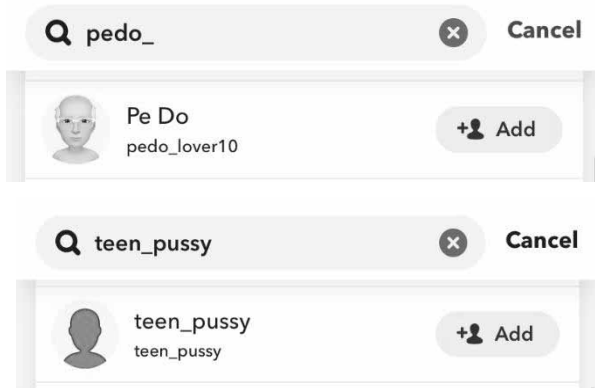 pedo_
Cancel
Pe Do
pedo_lover10
Add
teen_pussy
Cancel
teen_pussy
teen_pussy
Add